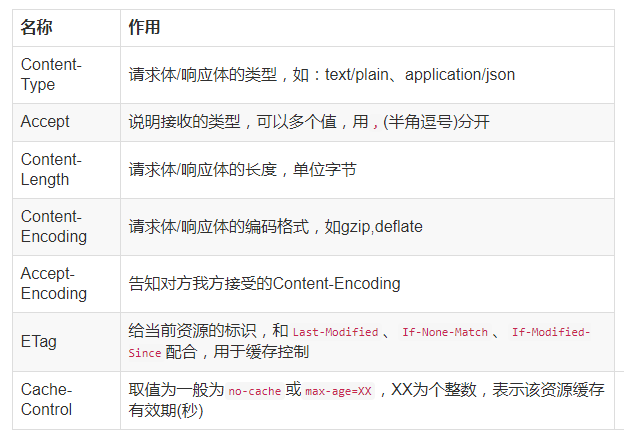 名称 作用
Content-
Type
请求体/响应体的类型，如：text/plain、application/json
Accept 说明接收的类型，可以多个值，用，(半角逗号)分开
Content-
Length
请求体/响应体的长度，单位字节
Content-
Encoding
请求体/响应体的编码格式，如gzip,deflate
Accept-
Encoding
告知对方我方接受的Content-Encoding
ETag
给当前资源的标识，和 Last-Modified 、 If-None-Match 、 If-Modified-
Since 配合，用于缓存控制
Cache-
Control
取值为一般为 no-cache 或 max-age=XX ，XX为个整数，表示该资源缓存
有效期(秒)